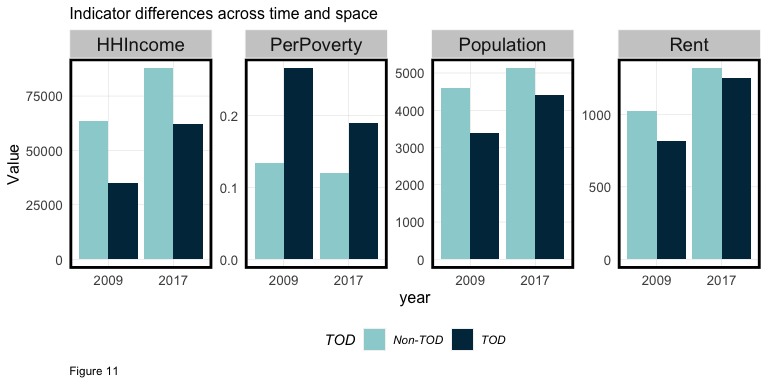 Indicator differences across time and space
HHIncome PerPoverty Population Rent
Value
75000
50000
25000
0
0.2
0.1
0.0
5000
4000
3000
2000
1000
0
1000
500
0
2009 2017 2009 2017 2009 2017 2009 2017
year
TOD Non-TOD TOD
Figure 11